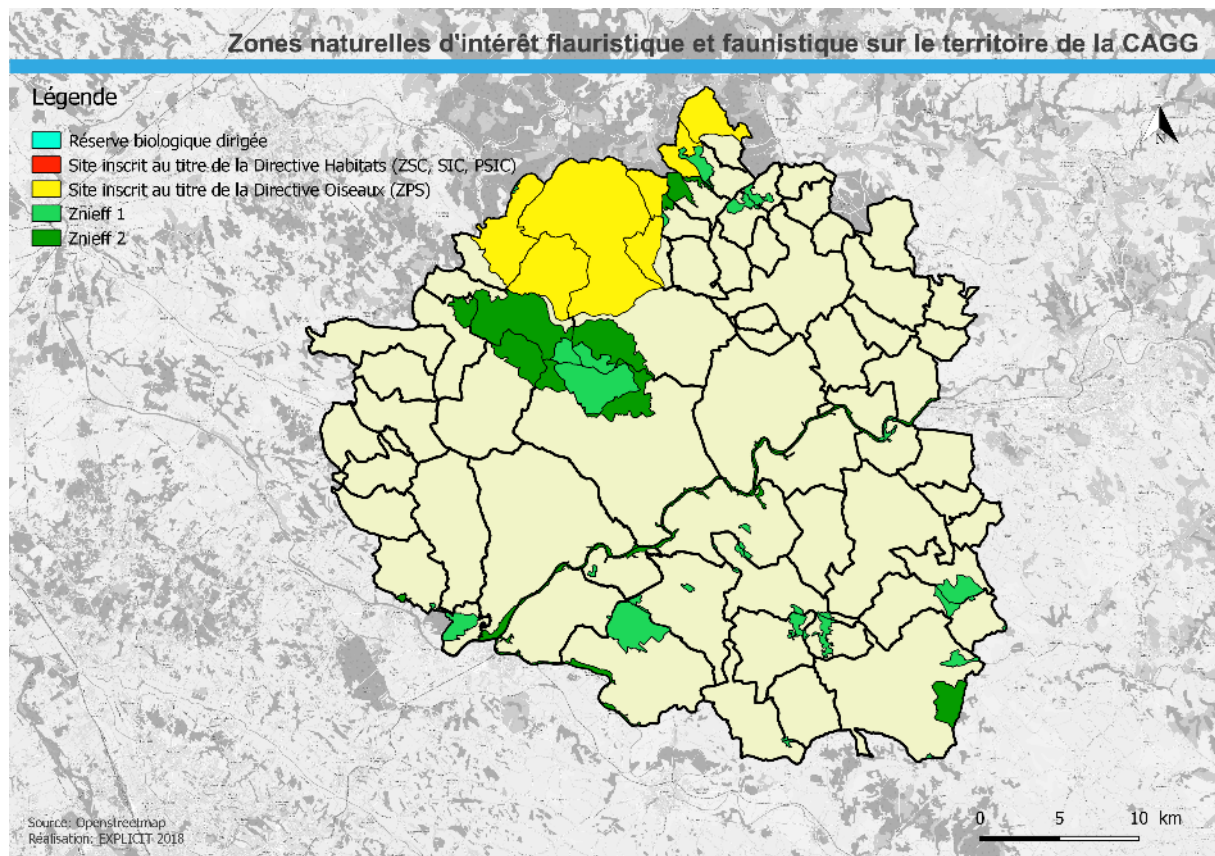 Zones naturelles d'intérêt flauristique et faunistique sur le territoire de la CAGG
Légende
Réserve biologique dirigée
Site inscrit au titre de la Directive Habitats (ZSC, SIC, PSIC)
Site inscrit au titre de la Directive Oiseaux (ZPS)
Znieff 1
Znieff 2
N
Source: Openstreetmap
Réalisation: EXPLICIT 2018
0 5 10 km